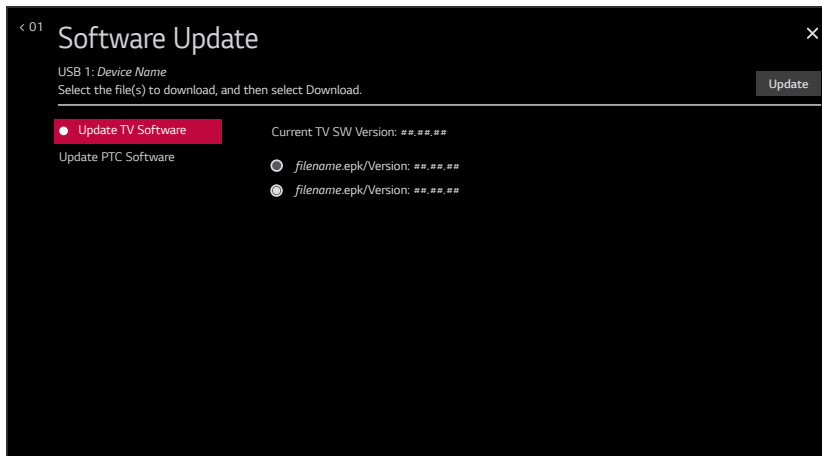 < 01
Software Update
USB 1: Device Name
Select the file(s) to download, and then select Download.
Update
Update TV Software
Update PTC Software
Current TV SW Version: ##.##.##
filename.epk/Version: ##.##.##
filename.epk/Version: ##.##.##